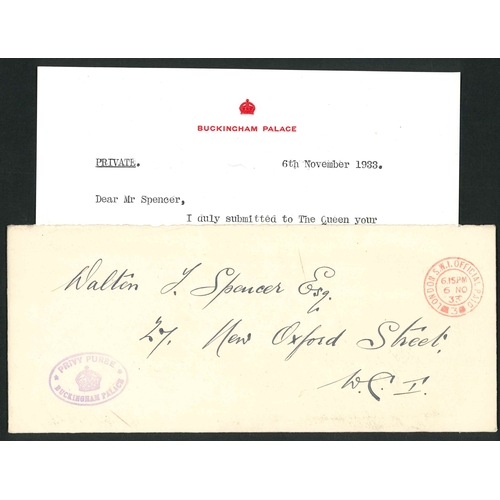 BUCKINGHAM PALACE
PRIVATE. 6th November 1933.
Dear Mr Spencer,
I duly submitted to The Queen your
Walton J. Spencer Esq.
27, New Oxford Street,
W.C.1.
PRIVY PURSE
BUCKINGHAM PALACE
LONDON S.W.1. OFFICIAL PAID
6.15PM
6 NO
33
3